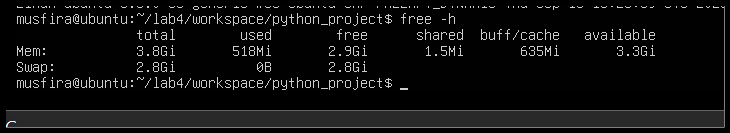 musfira@ubuntu:~/lab4/workspace/python_project$ free -h
total used free shared buff/cache available
Mem: 3.8Gi 518Mi 2.9Gi 1.5Mi 635Mi 3.3Gi
Swap: 2.8Gi 0B 2.8Gi
musfira@ubuntu:~/lab4/workspace/python_project$ _